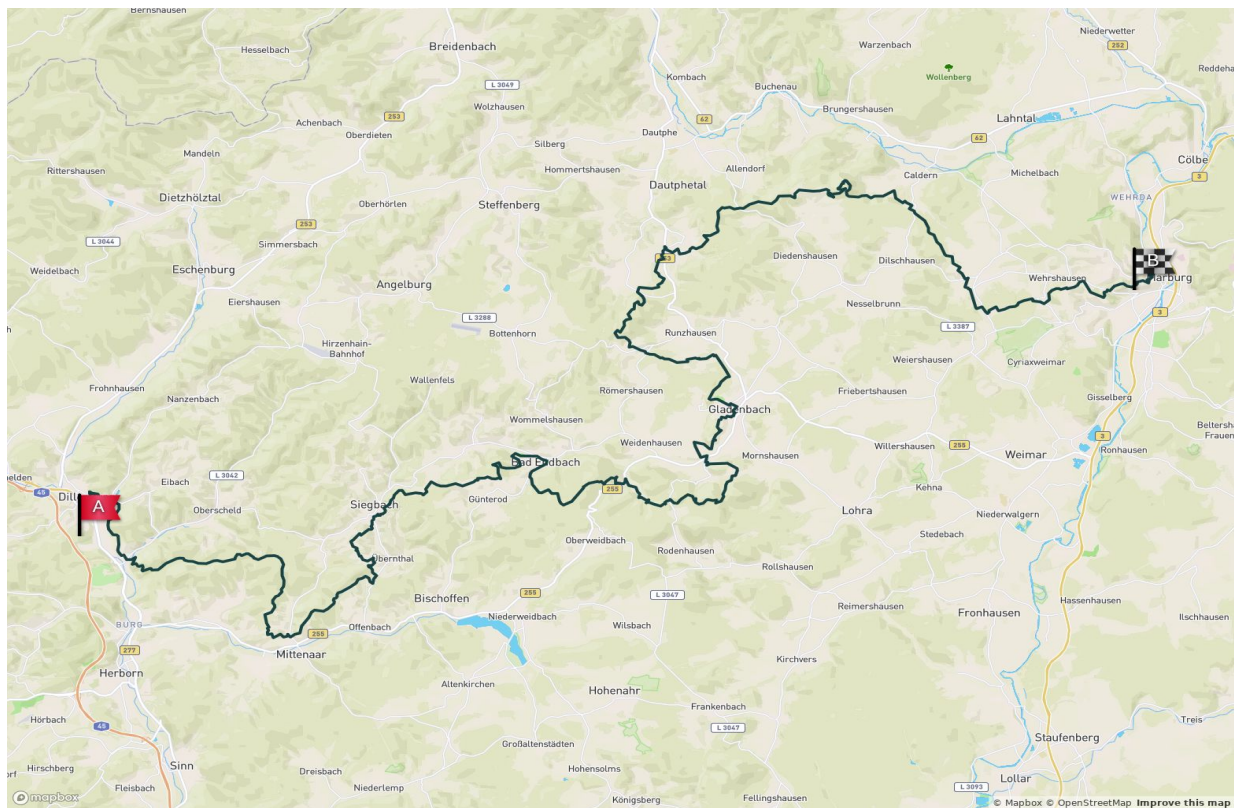 Bernshausen
Niederwetter
Hesselbach
Breidenbach
Warzenbach
252
Reddeha
Wollenberg
Kombach
L 3049
Buchenau
Wolzhausen
Brungershausen
Lahntal
253
62
Achenbach
Oberdieten
Dautphe
62
Silberg
Mandeln
Cölbe
Rittershausen
Hommertshausen
Allendorf
Caldern
Michelbach
3
Dautphetal
Dietzhölztal
Oberhörlen
Steffenberg
WEHRDA
253
L 3044
Simmersbach
Weidelbach
Eschenburg
Diedenshausen
Dilschhausen
Wehrshausen
B
arburg
Angelburg
Eiershausen
Nesselbrunn
3
L 3288
Bottenhorn
Runzhausen
L 3387
Hirzenhain-
Bahnhof
Weiershausen
Cyriaxweimar
Wallenfels
Frohnhausen
Nanzenbach
Römershausen
Friebertshausen
Gisselberg
Gladenbach
Wommelshausen
Beltersh
Frauen
3
Weidenhausen
Willershausen
255
Ronhausen
Weimar
Bad Endbach
Mornshausen
elden
L 3042
Eibach
Kehna
45
Dill
255
A
Günterod
Siegbach
Oberscheld
Lohra
Niederwalgern
Stedebach
Oberweidbach
Rodenhausen
Übernthal
Rollshausen
255
L 3047
Bischoffen
Hassenhausen
Reimershausen
Fronhausen
Niederweidbach
Ilschhausen
BURG
Offenbach
Wilsbach
255
277
Mittenaar
Kirchvers
Herborn
Altenkirchen
Hohenahr
Frankenbach
Hörbach
45
L 3047
Treis
Staufenberg
Großaltenstädten
Hirschberg
Sinn
Dreisbach
Hohensolms
Lollar
Fleisbach
Niederlemp
L 3093
Königsberg
Fellingshausen
mapbox
© Mapbox © OpenStreetMap Improve this map